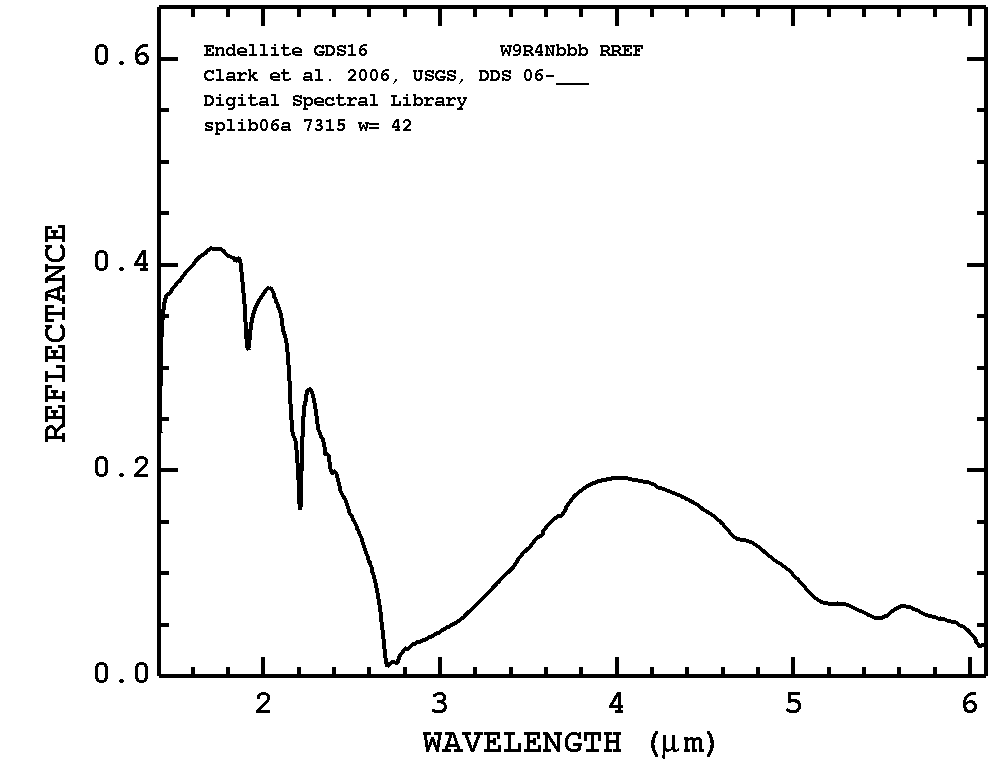 Endellite GDS16 W9R4Nbbb RREF
Clark et al. 2006, USGS, DDS 06-___
Digital Spectral Library
splib06a 7315 w= 42
0.6
0.4
0.2
0.0
REFLECTANCE
2 3 4 5 6
WAVELENGTH (μm)